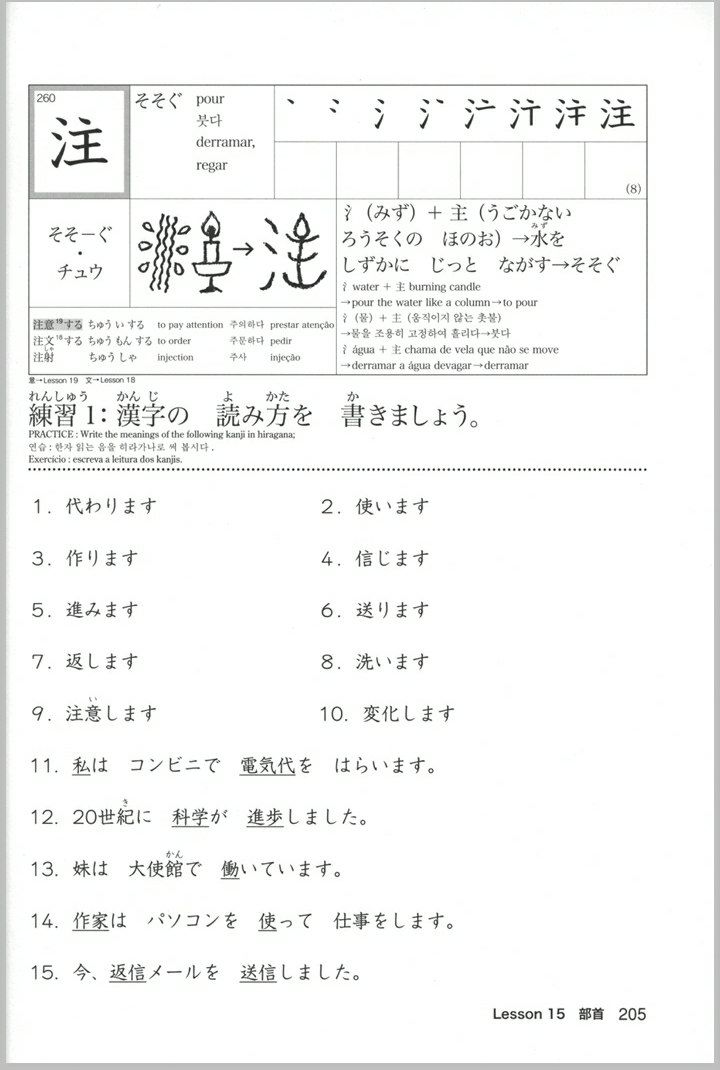 260
注
そそぐ pour
붓다
derramar,
regar
丶 冫 氵 注
(8)
そそーぐ
・
チュウ
氵（みず）＋ 主（うごかない
ろうそくの ほのお）→水を
みず
しずかに じっと ながす→そそぐ
氵 water + 主 burning candle
→pour the water like a column→to pour
氵（물）+ 主（움직이지 않는 촛불）
→물을 조용히 고정하여 흘리다→붓다
氵 água + 主 chama de vela que não se move
→derramar a água devagar→derramar
注意19する ちゅういする to pay attention 주의하다 prestar atenção
注文18する ちゅうもんする to order 주문하다 pedir
しゃ
注射 ちゅうしゃ injection 주사 injeção
意→Lesson 19 文→Lesson 18
れんしゅう かんじ よ かた か
練習1：漢字の 読み方を 書きましょう。
PRACTICE : Write the meanings of the following kanji in hiragana;
연습 : 한자 읽는 음을 히라가나로 써 봅시다 .
Exercício : escreva a leitura dos kanjis.
1. 代わります 2. 使います
3. 作ります 4. 信じます
5. 進みます 6. 送ります
7. 返します 8. 洗います
い
9. 注意します 10. 変化します
11. 私は コンビニで 電気代を はらいます。
き
12. 20世紀に 科学が 進歩しました。
かん
13. 妹は 大使館で 働いています。
14. 作家は パソコンを 使って 仕事をします。
15. 今、返信メールを 送信しました。
Lesson 15 部首 205